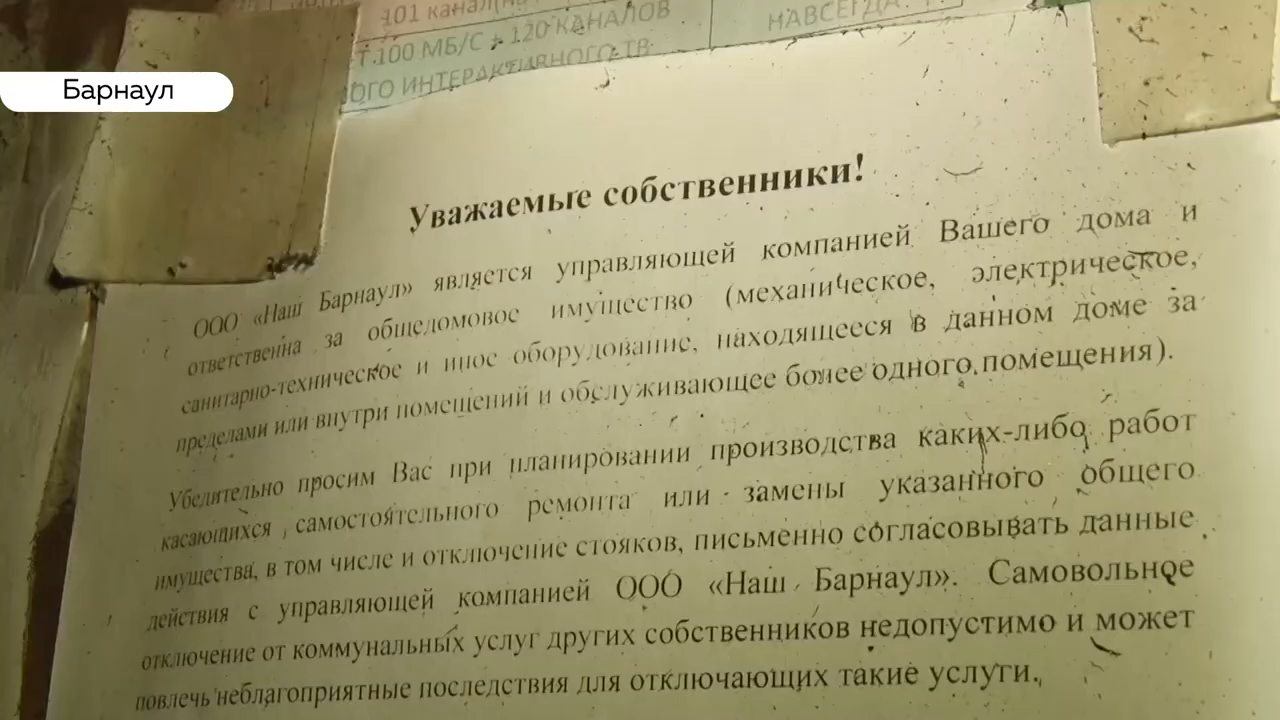 101 канал
100 МБ/С + 120 КАНАЛОВ
НАВСЕГДА
ОГО ИНТЕРАКТИВНОГО ТВ
Барнаул
Уважаемые собственники!
ООО «Наш Барнаул» является управляющей компанией Вашего дома и
ответственна за общедомовое имущество (механическое, электрическое,
санитарно-техническое и иное оборудование, находящееся в данном доме за
пределами или внутри помещений и обслуживающее более одного помещения).
Убедительно просим Вас при планировании производства каких-либо работ
касающихся самостоятельного ремонта или замены указанного общего
имущества, в том числе и отключение стояков, письменно согласовывать данные
действия с управляющей компанией ООО «Наш Барнаул». Самовольное
отключение от коммунальных услуг других собственников недопустимо и может
повлечь неблагоприятные последствия для отключающих такие услуги.